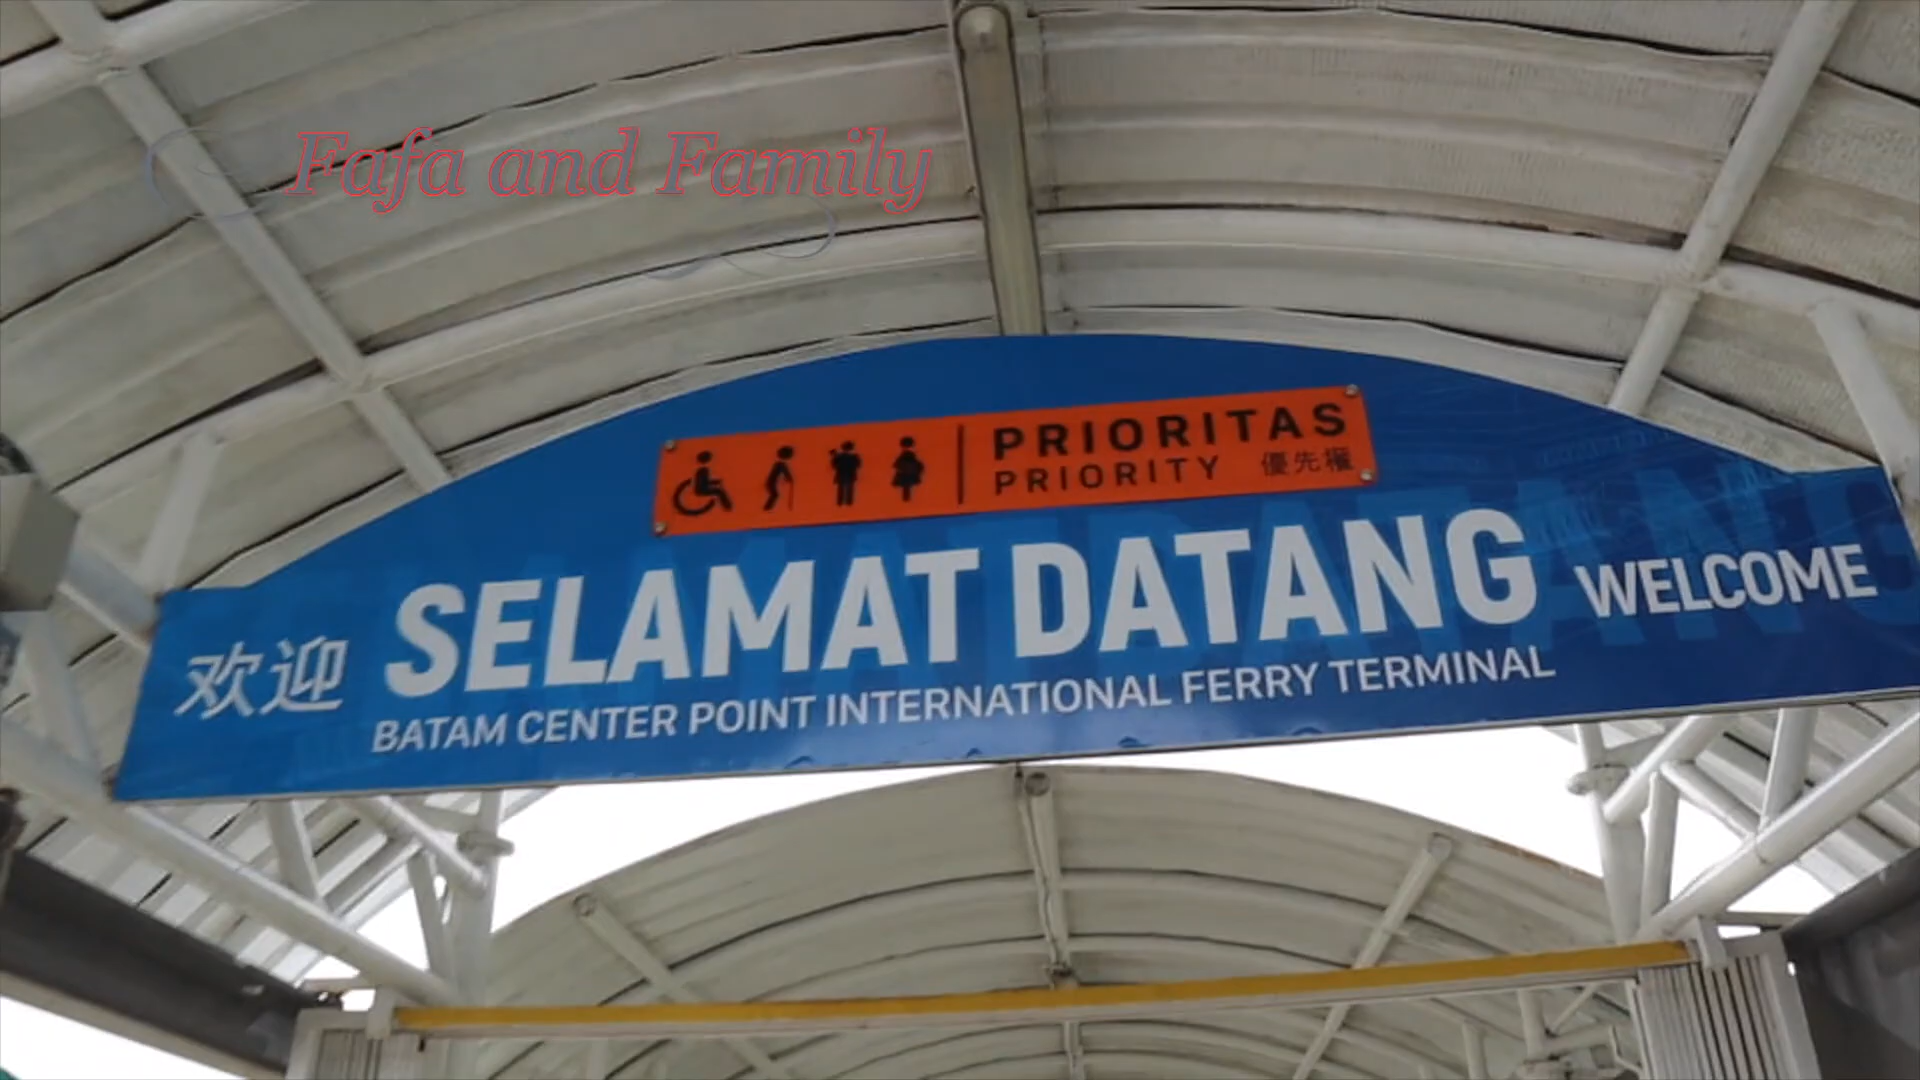 Fafa and Family
PRIORITAS
PRIORITY 優先權
欢迎 SELAMAT DATANG WELCOME
BATAM CENTER POINT INTERNATIONAL FERRY TERMINAL